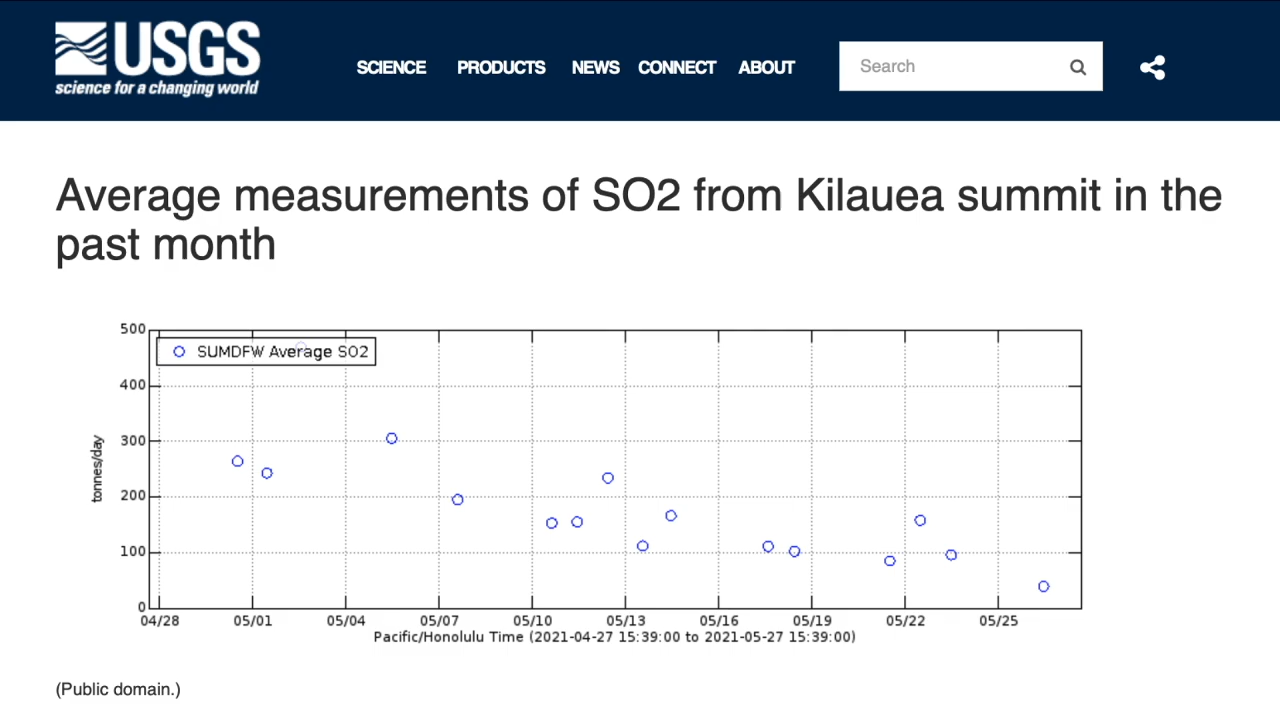 USGS
science for a changing world
SCIENCE PRODUCTS NEWS CONNECT ABOUT Search
Average measurements of SO2 from Kilauea summit in the
past month
500
SUMDFW Average SO2
400
300
tonnes/day
200
100
0
04/28 05/01 05/04 05/07 05/10 05/13 05/16 05/19 05/22 05/25
Pacific/Honolulu Time (2021-04-27 15:39:00 to 2021-05-27 15:39:00)
(Public domain.)